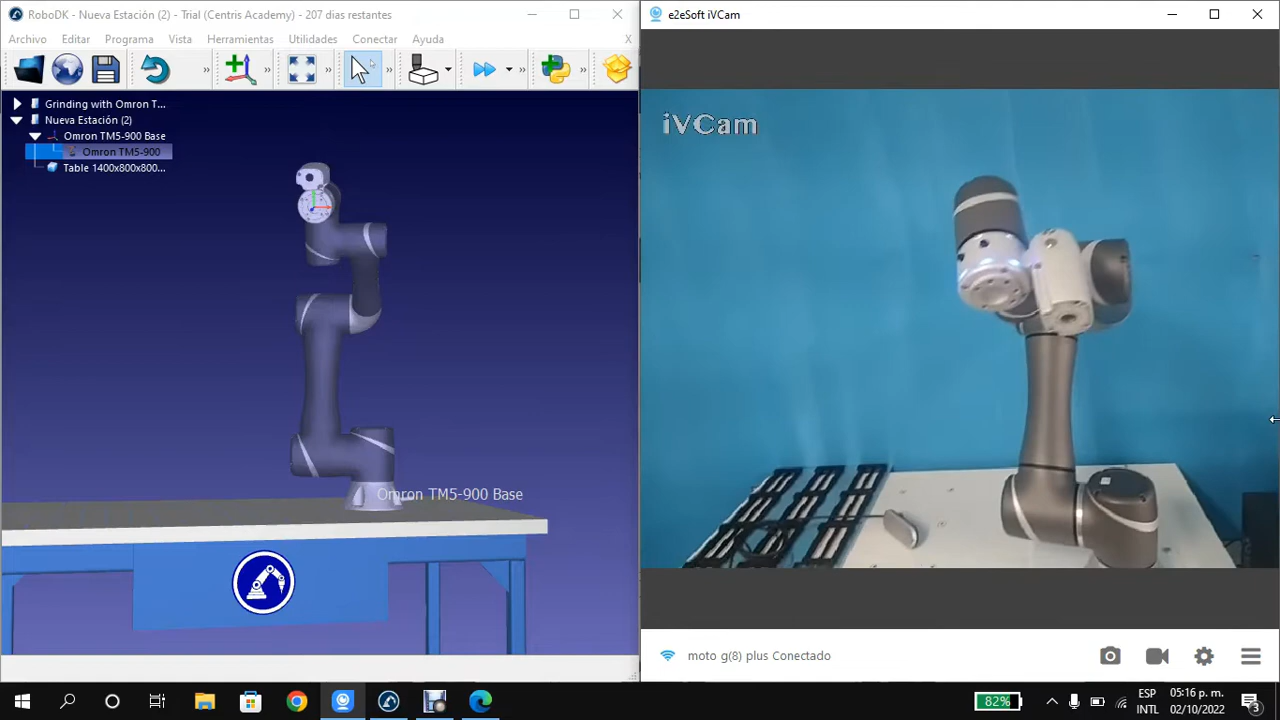 RoboDK - Nueva Estación (2) - Trial (Centris Academy) - 207 dias restantes
Archivo Editar Programa Vista Herramientas Utilidades Conectar Ayuda X
Grinding with Omron T...
Nueva Estación (2)
Omron TM5-900 Base
Omron TM5-900
Table 1400x800x800...
Omron TM5-900 Base
e2eSoft iVCam
iVCam
moto g(8) plus Conectado
82%
ESP
INTL
05:16 p. m.
02/10/2022
3